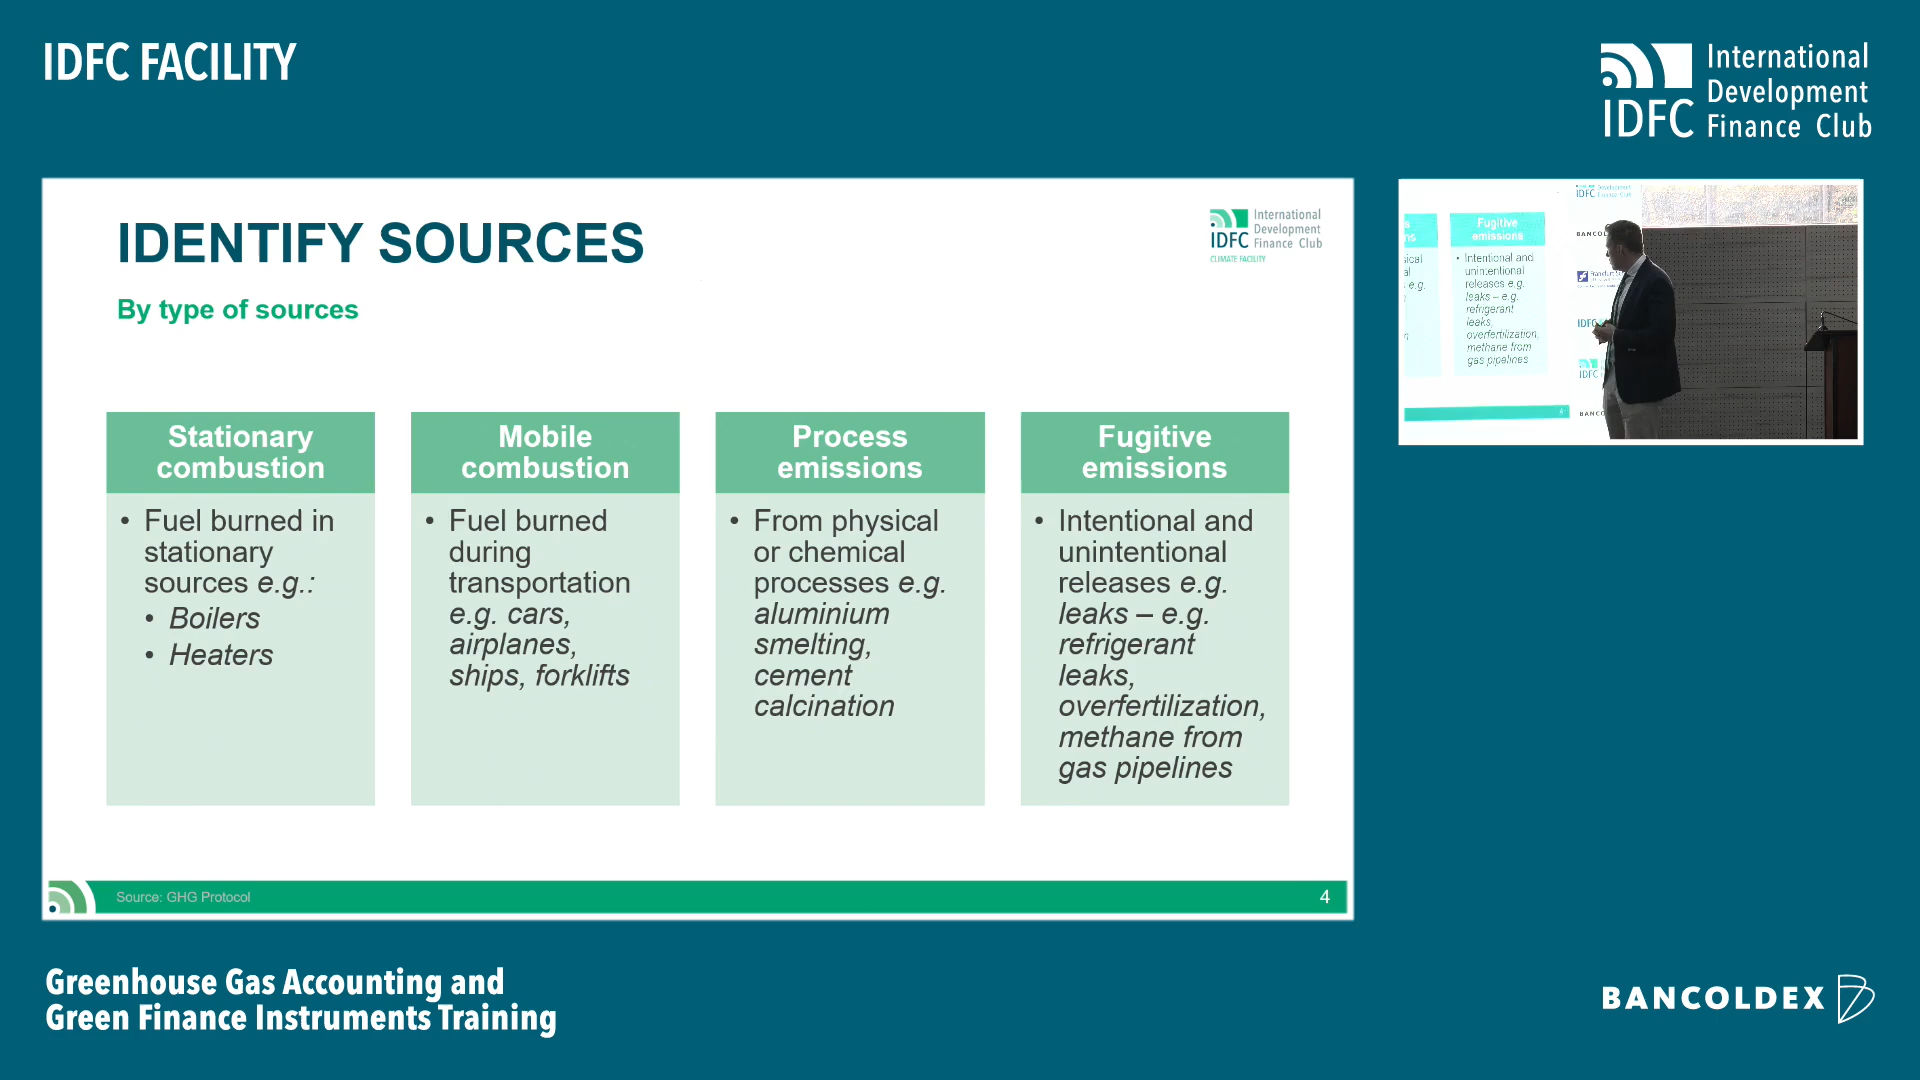 IDFC FACILITY
IDFC
International
Development
Finance Club
IDENTIFY SOURCES
By type of sources
IDFC
International
Development
Finance Club
CLIMATE FACILITY
Stationary
combustion
• Fuel burned in
stationary
sources e.g.:
• Boilers
• Heaters
Mobile
combustion
• Fuel burned
during
transportation
e.g. cars,
airplanes,
ships, forklifts
Process
emissions
• From physical
or chemical
processes e.g.
aluminium
smelting,
cement
calcination
Fugitive
emissions
• Intentional and
unintentional
releases e.g.
leaks – e.g.
refrigerant
leaks,
overfertilization,
methane from
gas pipelines
Source: GHG Protocol
4
Fugitive
emissions
• Intentional and
unintentional
releases e.g.
leaks – e.g.
refrigerant
leaks,
overfertilization,
methane from
gas pipelines
4
IDFC
IDFC
IDFC
Greenhouse Gas Accounting and
Green Finance Instruments Training
BANCOLDEX